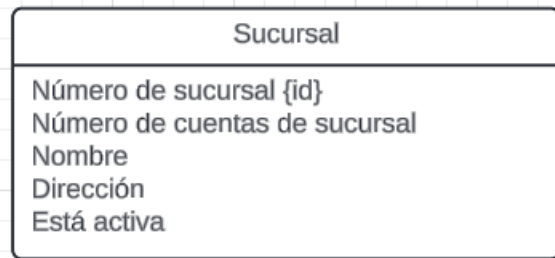 Sucursal
Número de sucursal {id}
Número de cuentas de sucursal
Nombre
Dirección
Está activa